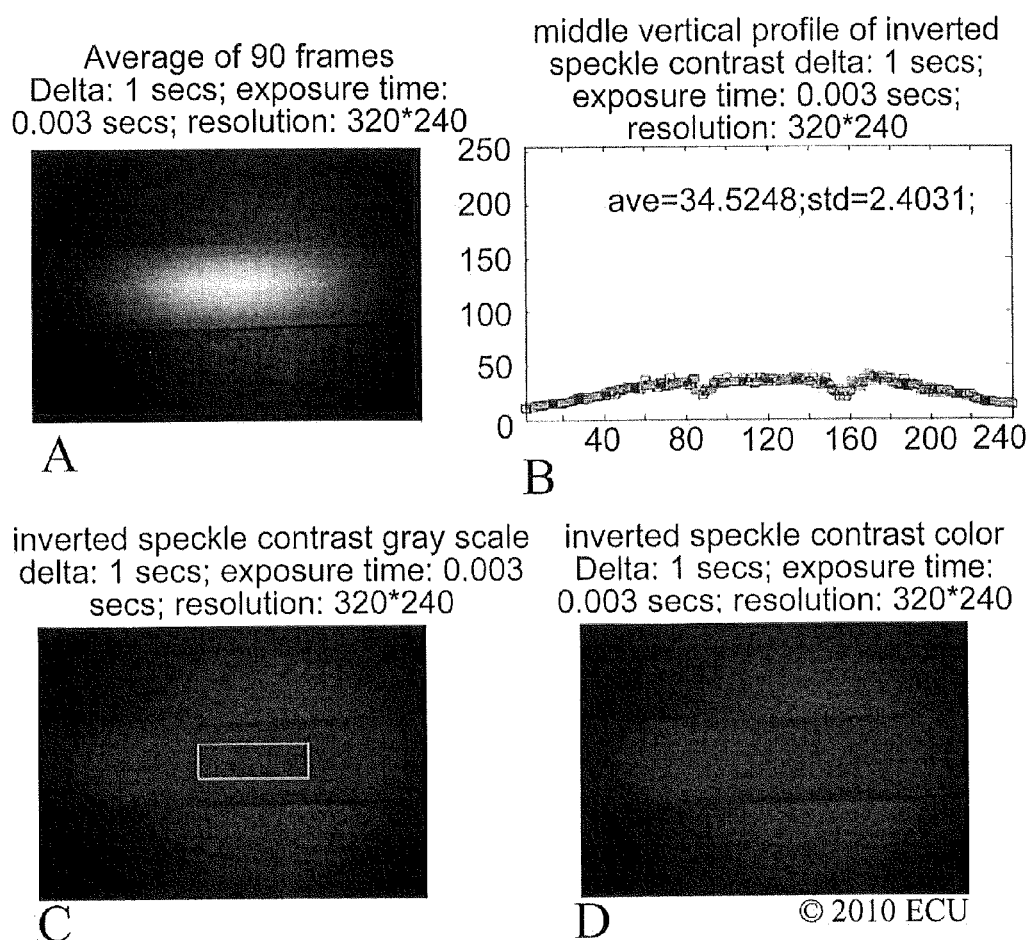 Average of 90 frames
Delta: 1 secs; exposure time:
0.003 secs; resolution: 320*240
A
middle vertical profile of inverted
speckle contrast delta: 1 secs;
exposure time: 0.003 secs;
resolution: 320*240
250
200
150
100
50
0
ave=34.5248;std=2.4031;
40 80 120 160 200 240
B
inverted speckle contrast gray scale
delta: 1 secs; exposure time: 0.003
secs; resolution: 320*240
C
inverted speckle contrast color
Delta: 1 secs; exposure time:
0.003 secs; resolution: 320*240
D
© 2010 ECU